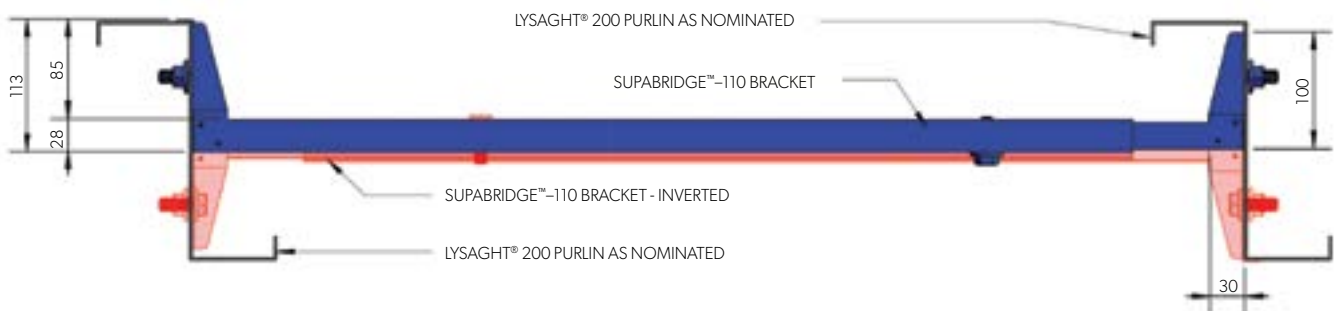 LYSAGHT® 200 PURLIN AS NOMINATED
113
85
SUPABRIDGE™–110 BRACKET
100
28
SUPABRIDGE™–110 BRACKET - INVERTED
LYSAGHT® 200 PURLIN AS NOMINATED
30